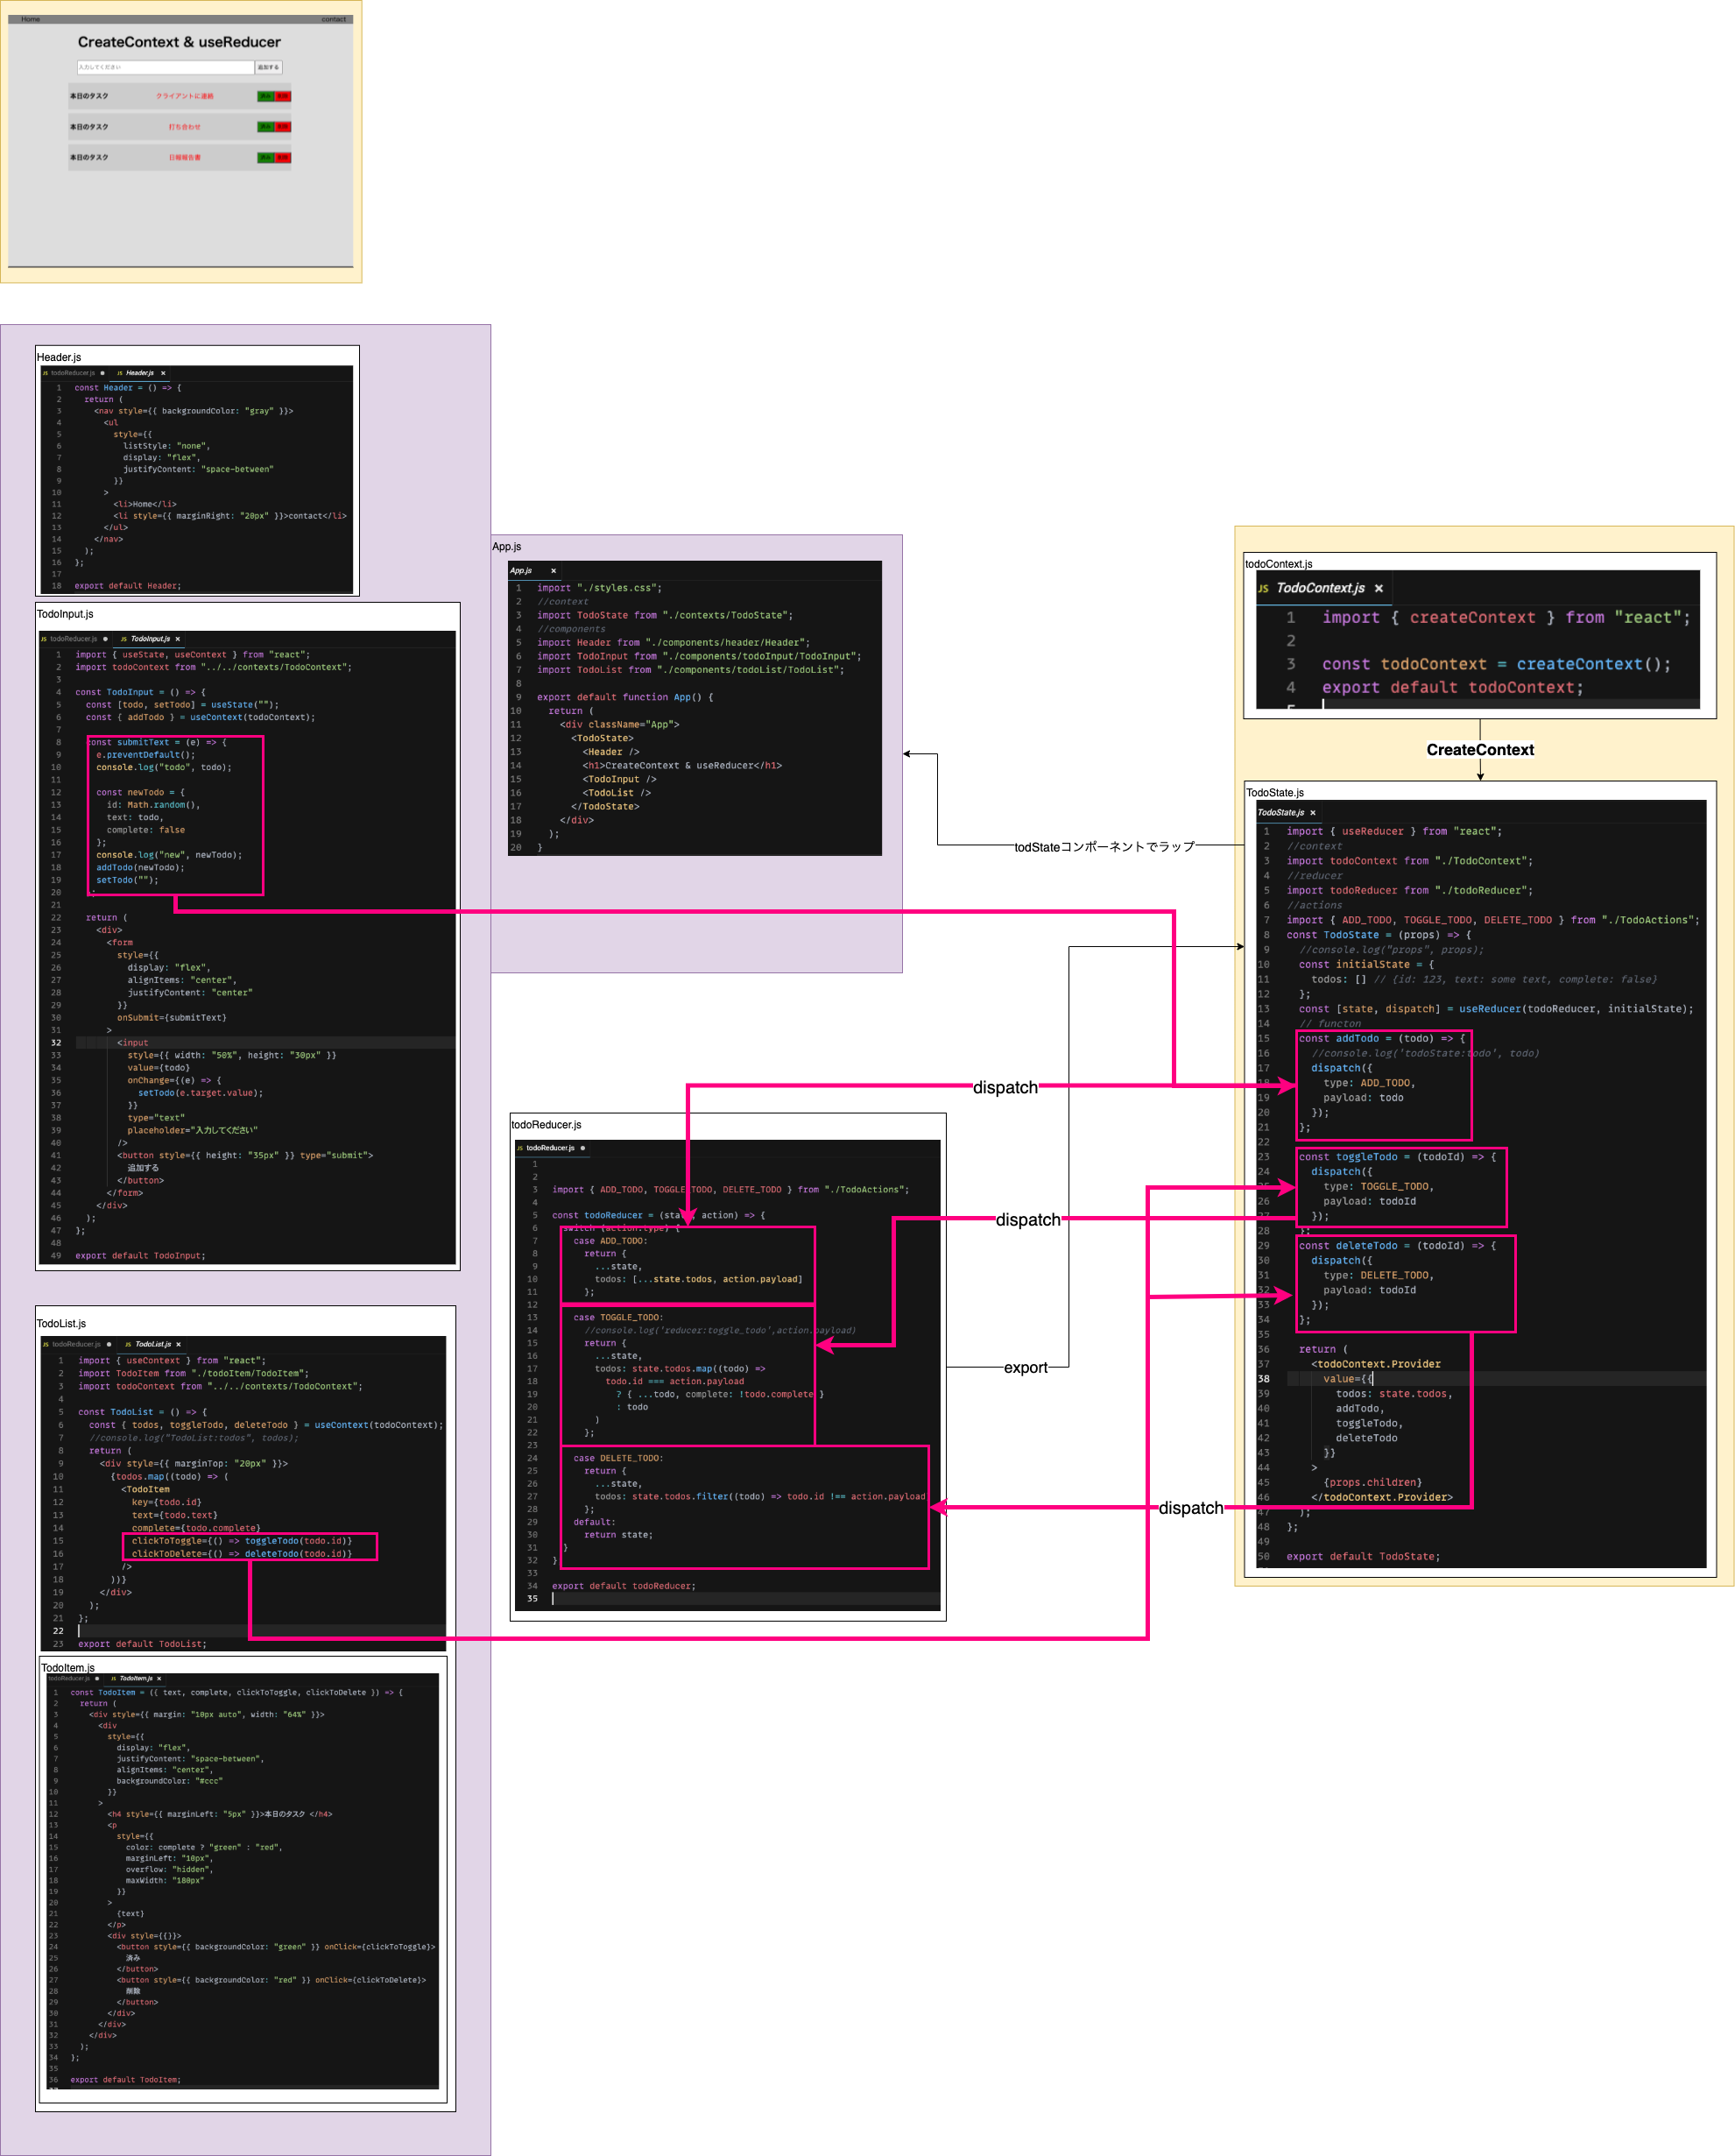 Home
contact
CreateContext & useReducer
入力してください
追加する
本日のタスク
クライアントに連絡
済み
削除
本日のタスク
打ち合わせ
済み
削除
本日のタスク
日報報告書
済み
削除
Header.js
JS todoReducer.js ● JS Header.js ×
1 const Header = () => {
2 return (
3 <nav style={{ backgroundColor: "gray" }}>
4 <ul
5 style={{
6 listStyle: "none",
7 display: "flex",
8 justifyContent: "space-between"
9 }}
10 >
11 <li>Home</li>
12 <li style={{ marginRight: "20px" }}>contact</li>
13 </ul>
14 </nav>
15 );
16 };
17
18 export default Header;
TodoInput.js
JS todoReducer.js ● JS TodoInput.js ×
1 import { useState, useContext } from "react";
2 import todoContext from "../../contexts/TodoContext";
3
4 const TodoInput = () => {
5 const [todo, setTodo] = useState("");
6 const { addTodo } = useContext(todoContext);
7
8 const submitText = (e) => {
9 e.preventDefault();
10 console.log("todo", todo);
11
12 const newTodo = {
13 id: Math.random(),
14 text: todo,
15 complete: false
16 };
17 console.log("new", newTodo);
18 addTodo(newTodo);
19 setTodo("");
20 };
21
22 return (
23 <div>
24 <form
25 style={{
26 display: "flex",
27 alignItems: "center",
28 justifyContent: "center"
29 }}
30 onSubmit={submitText}
31 >
32 <input
33 style={{ width: "50%", height: "30px" }}
34 value={todo}
35 onChange={(e) => {
36 setTodo(e.target.value);
37 }}
38 type="text"
39 placeholder="入力してください"
40 />
41 <button style={{ height: "35px" }} type="submit">
42 追加する
43 </button>
44 </form>
45 </div>
46 );
47 };
48
49 export default TodoInput;
TodoList.js
JS todoReducer.js ● JS TodoList.js ×
1 import { useContext } from "react";
2 import TodoItem from "./todoItem/TodoItem";
3 import todoContext from "../../contexts/TodoContext";
4
5 const TodoList = () => {
6 const { todos, toggleTodo, deleteTodo } = useContext(todoContext);
7 //console.log("TodoList:todos", todos);
8 return (
9 <div style={{ marginTop: "20px" }}>
10 {todos.map((todo) => (
11 <TodoItem
12 key={todo.id}
13 text={todo.text}
14 complete={todo.complete}
15 clickToToggle={() => toggleTodo(todo.id)}
16 clickToDelete={() => deleteTodo(todo.id)}
17 />
18 ))}
19 </div>
20 );
21 };
22
23 export default TodoList;
TodoItem.js
todoReducer.js ● JS TodoItem.js ×
1 const TodoItem = ({ text, complete, clickToToggle, clickToDelete }) => {
2 return (
3 <div style={{ margin: "10px auto", width: "64%" }}>
4 <div
5 style={{
6 display: "flex",
7 justifyContent: "space-between",
8 alignItems: "center",
9 backgroundColor: "#ccc"
10 }}
11 >
12 <h4 style={{ marginLeft: "5px" }}>本日のタスク </h4>
13 <p
14 style={{
15 color: complete ? "green" : "red",
16 marginLeft: "10px",
17 overflow: "hidden",
18 maxWidth: "180px"
19 }}
20 >
21 {text}
22 </p>
23 <div style={{}}>
24 <button style={{ backgroundColor: "green" }} onClick={clickToToggle}>
25 済み
26 </button>
27 <button style={{ backgroundColor: "red" }} onClick={clickToDelete}>
28 削除
29 </button>
30 </div>
31 </div>
32 </div>
33 );
34 };
35
36 export default TodoItem;
App.js
App.js ×
1 import "./styles.css";
2 //context
3 import TodoState from "./contexts/TodoState";
4 //components
5 import Header from "./components/header/Header";
6 import TodoInput from "./components/todoInput/TodoInput";
7 import TodoList from "./components/todoList/TodoList";
8
9 export default function App() {
10 return (
11 <div className="App">
12 <TodoState>
13 <Header />
14 <h1>CreateContext & useReducer</h1>
15 <TodoInput />
16 <TodoList />
17 </TodoState>
18 </div>
19 );
20 }
todStateコンポーネントでラップ
dispatch
dispatch
export
dispatch
todoReducer.js
JS todoReducer.js ●
1
2
3 import { ADD_TODO, TOGGLE_TODO, DELETE_TODO } from "./TodoActions";
4
5 const todoReducer = (state, action) => {
6 switch (action.type) {
7 case ADD_TODO:
8 return {
9 ...state,
10 todos: [...state.todos, action.payload]
11 };
12
13 case TOGGLE_TODO:
14 //console.log('reducer:toggle_todo',action.payload)
15 return {
16 ...state,
17 todos: state.todos.map((todo) =>
18 todo.id === action.payload
19 ? { ...todo, complete: !todo.complete }
20 : todo
21 )
22 };
23
24 case DELETE_TODO:
25 return {
26 ...state,
27 todos: state.todos.filter((todo) => todo.id !== action.payload
28 };
29 default:
30 return state;
31 }
32 }
33
34 export default todoReducer;
35
todoContext.js
JS TodoContext.js ×
1 import { createContext } from "react";
2
3 const todoContext = createContext();
4 export default todoContext;
5
CreateContext
TodoState.js
TodoState.js ×
1 import { useReducer } from "react";
2 //context
3 import todoContext from "./TodoContext";
4 //reducer
5 import todoReducer from "./todoReducer";
6 //actions
7 import { ADD_TODO, TOGGLE_TODO, DELETE_TODO } from "./TodoActions";
8 const TodoState = (props) => {
9 //console.log("props", props);
10 const initialState = {
11 todos: [] // {id: 123, text: some text, complete: false}
12 };
13 const [state, dispatch] = useReducer(todoReducer, initialState);
14 // functon
15 const addTodo = (todo) => {
16 //console.log('todoState:todo', todo)
17 dispatch({
18 type: ADD_TODO,
19 payload: todo
20 });
21 };
22
23 const toggleTodo = (todoId) => {
24 dispatch({
25 type: TOGGLE_TODO,
26 payload: todoId
27 });
28 };
29 const deleteTodo = (todoId) => {
30 dispatch({
31 type: DELETE_TODO,
32 payload: todoId
33 });
34 };
35
36 return (
37 <todoContext.Provider
38 value={{
39 todos: state.todos,
40 addTodo,
41 toggleTodo,
42 deleteTodo
43 }}
44 >
45 {props.children}
46 </todoContext.Provider>
47 );
48 };
49
50 export default TodoState;